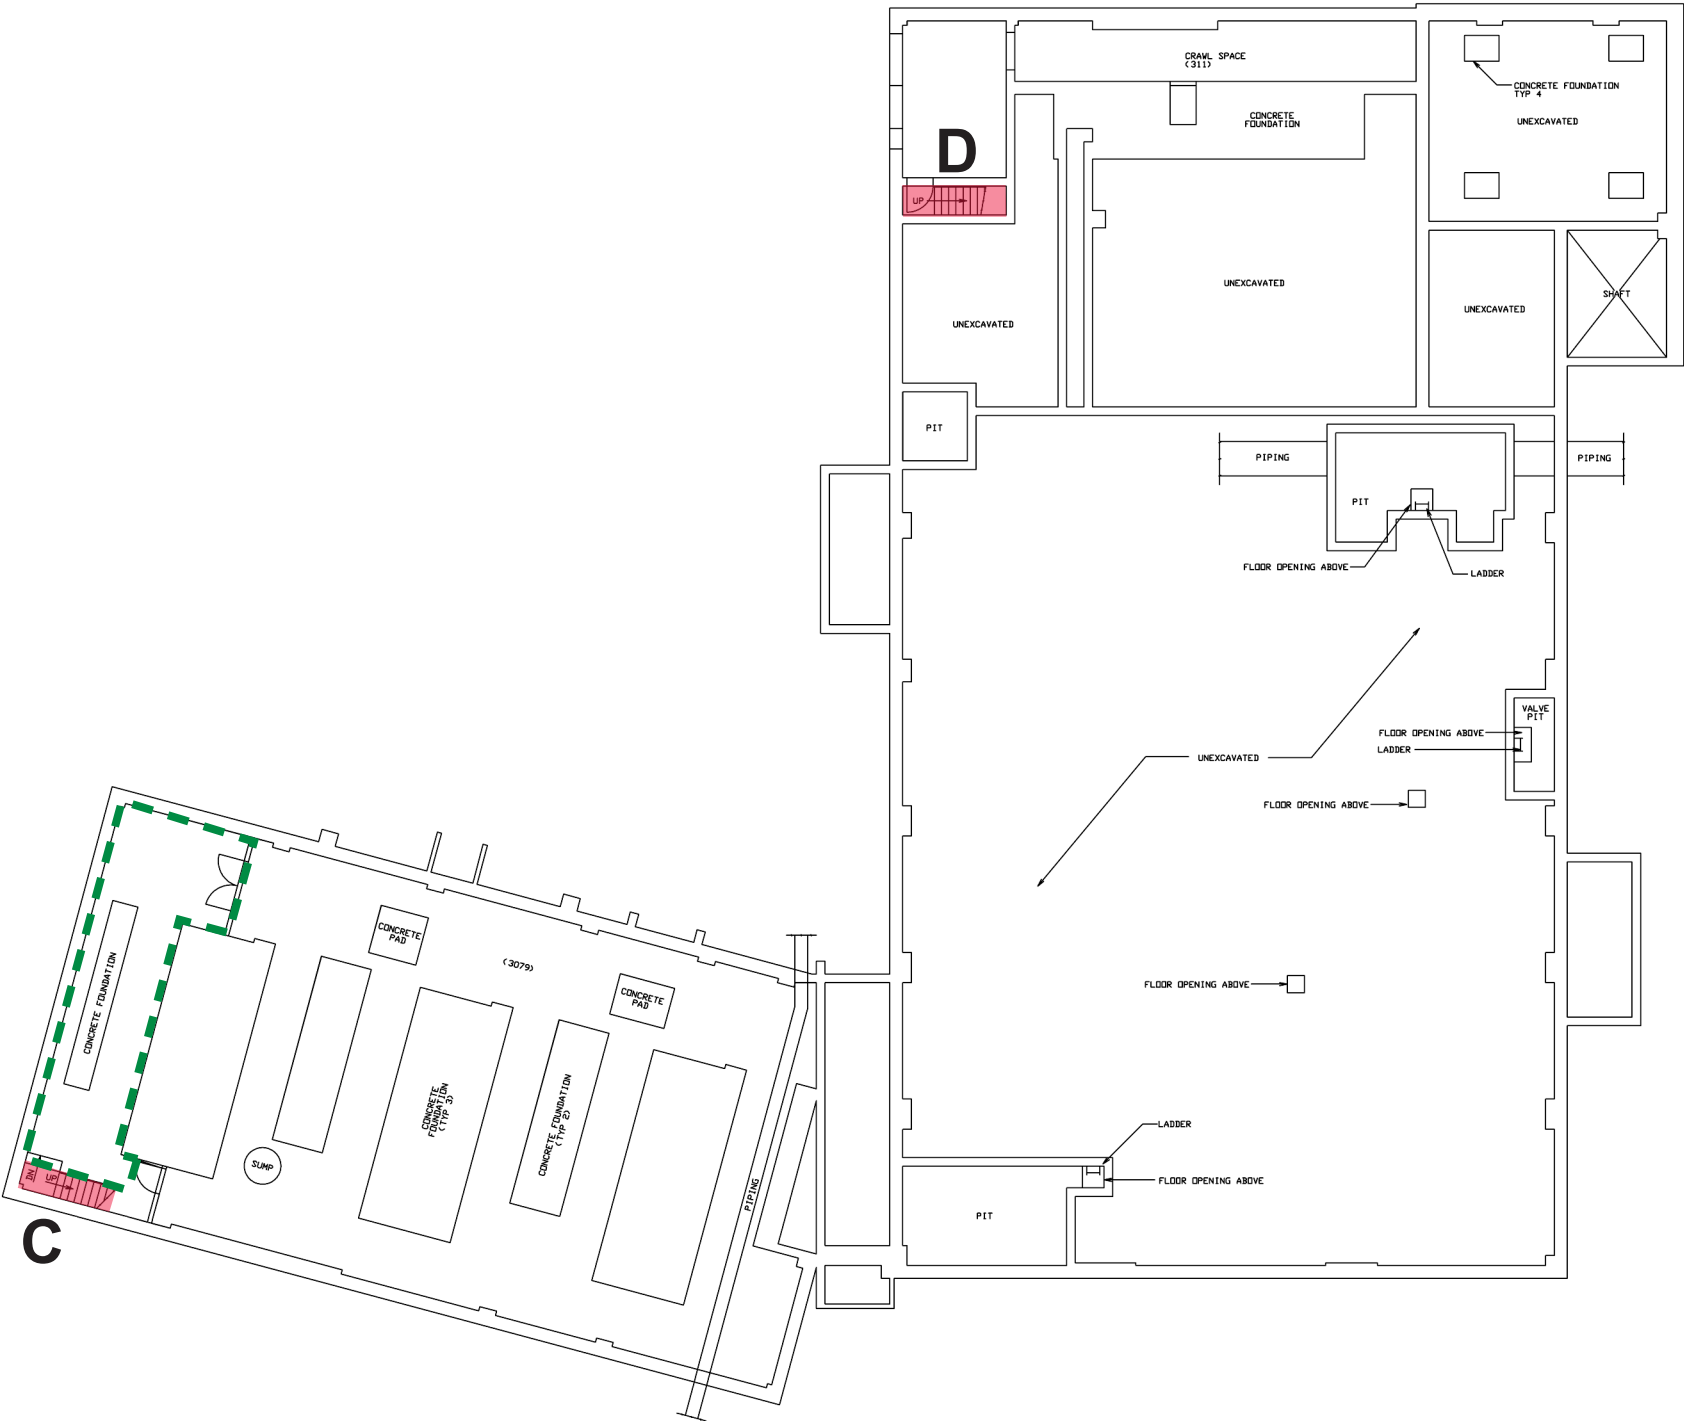 CRAWL SPACE
(311)
CONCRETE FOUNDATION
TYP 4
UNEXCAVATED
CONCRETE
FOUNDATION
D
UP
UNEXCAVATED
SHAFT
UNEXCAVATED
UNEXCAVATED
PIT
PIPING
PIPING
PIT
FLOOR OPENING ABOVE
LADDER
VALVE
PIT
FLOOR OPENING ABOVE
LADDER
UNEXCAVATED
FLOOR OPENING ABOVE
CONCRETE
PAD
(3079)
FLOOR OPENING ABOVE
CONCRETE
PAD
CONCRETE FOUNDATION
CONCRETE
FOUNDATION
(TYP 3)
CONCRETE FOUNDATION
(TYP 2)
LADDER
SUMP
DN
UP
FLOOR OPENING ABOVE
PIPING
PIT
C